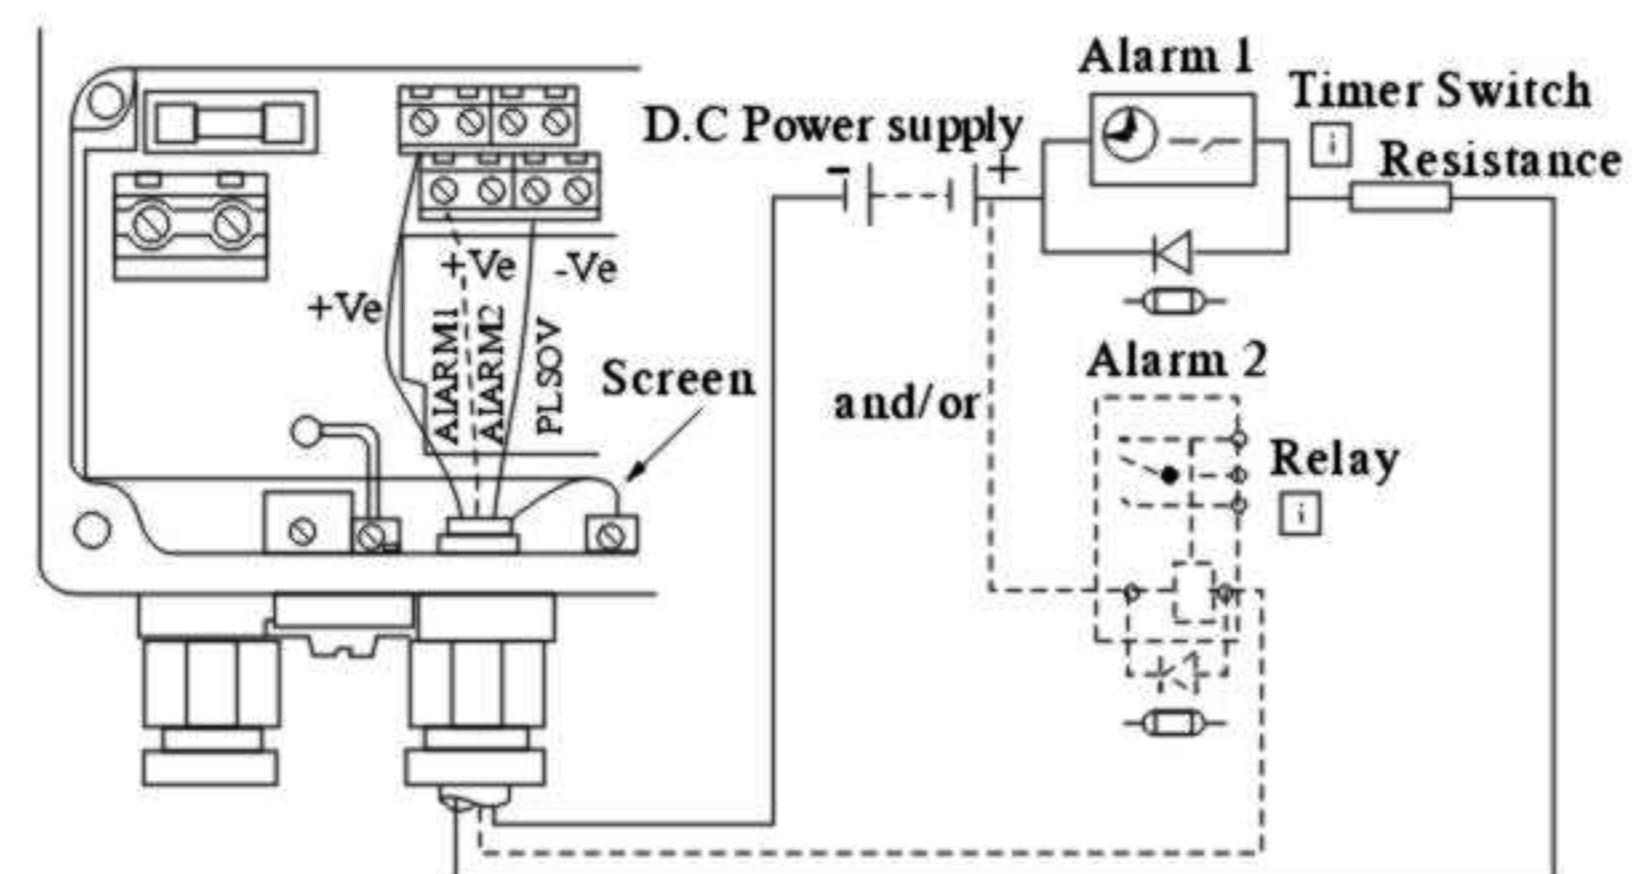 Alarm 1
Timer Switch
i
D.C Power supply
- +
Resistance
+Ve -Ve
+Ve
AIARM1
AIARM2
PLSOV
Screen
and/or
Alarm 2
Relay
i